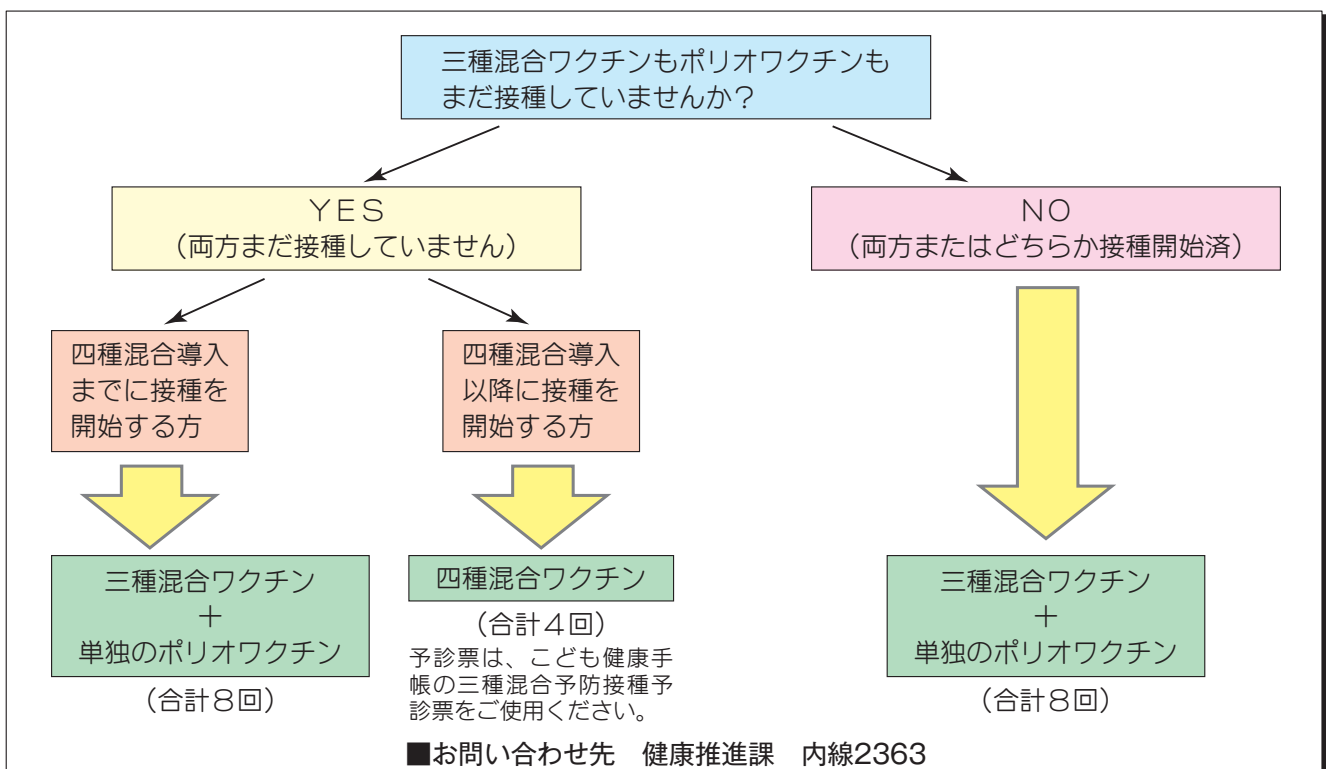 三種混合ワクチンもポリオワクチンも
まだ接種していませんか？
ＹＥＳ
（両方まだ接種していません）
ＮＯ
（両方またはどちらか接種開始済）
四種混合導入
までに接種を
開始する方
四種混合導入
以降に接種を
開始する方
三種混合ワクチン
＋
単独のポリオワクチン
（合計８回）
四種混合ワクチン
（合計４回）
予診票は、こども健康手
帳の三種混合予防接種予
診票をご使用ください。
三種混合ワクチン
＋
単独のポリオワクチン
（合計８回）
■お問い合わせ先　健康推進課　内線2363